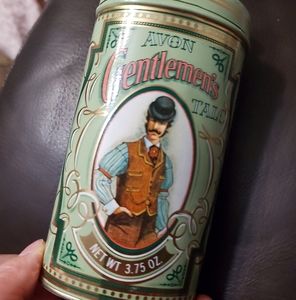 AVON
Gentlemen's
TALC
NET WT 3.75 OZ.